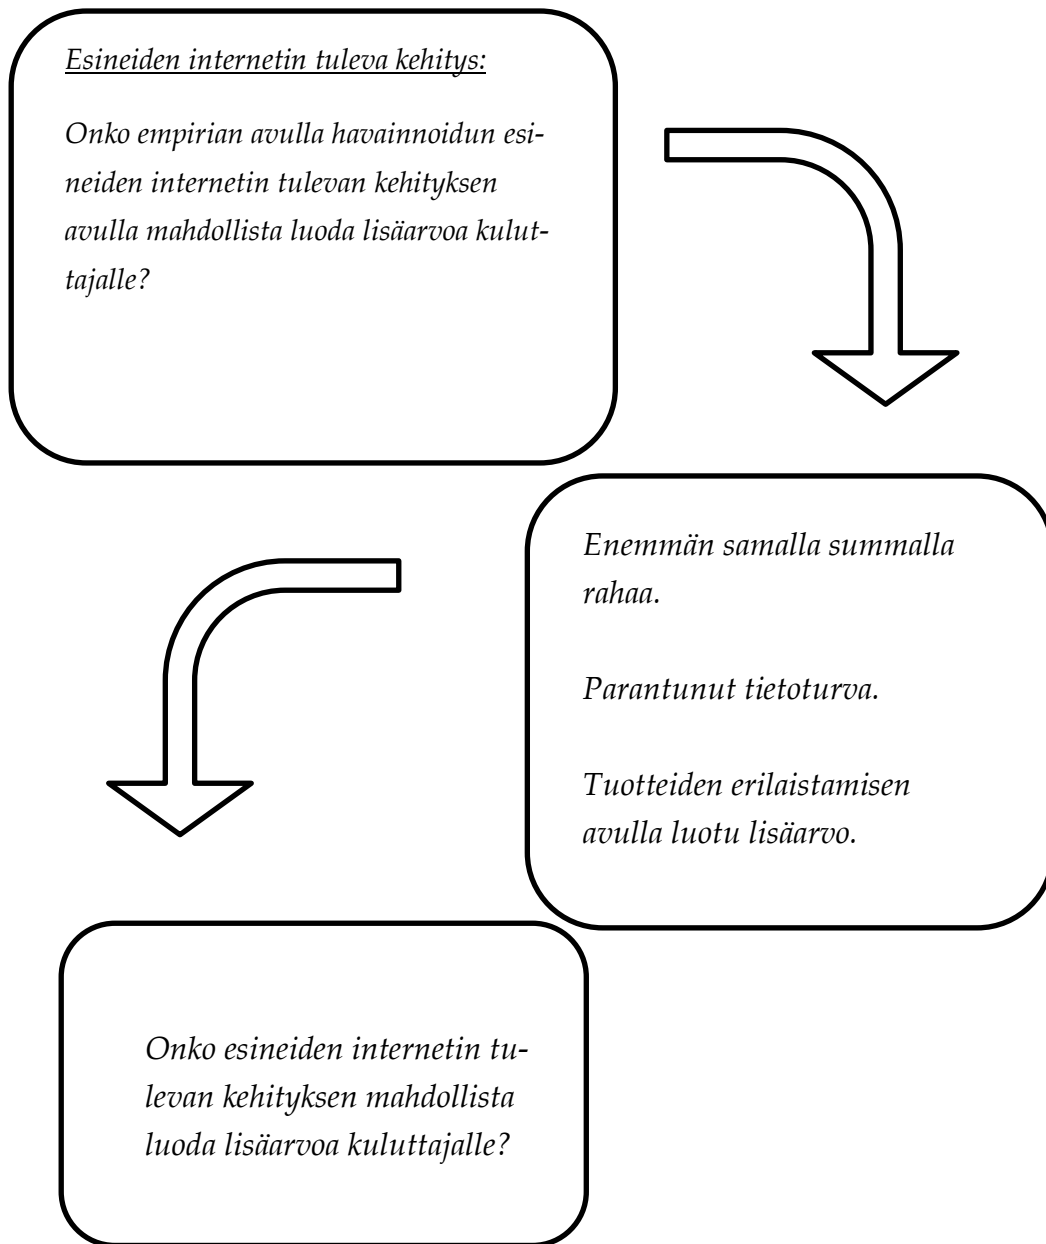 Esineiden internetin tuleva kehitys:
Onko empirian avulla havainnoidun esi-
neiden internetin tulevan kehityksen
avulla mahdollista luoda lisäarvoa kulut-
tajalle?
Enemmän samalla summalla
rahaa.
Parantunut tietoturva.
Tuotteiden erilaistamisen
avulla luotu lisäarvo.
Onko esineiden internetin tu-
levan kehityksen mahdollista
luoda lisäarvoa kuluttajalle?